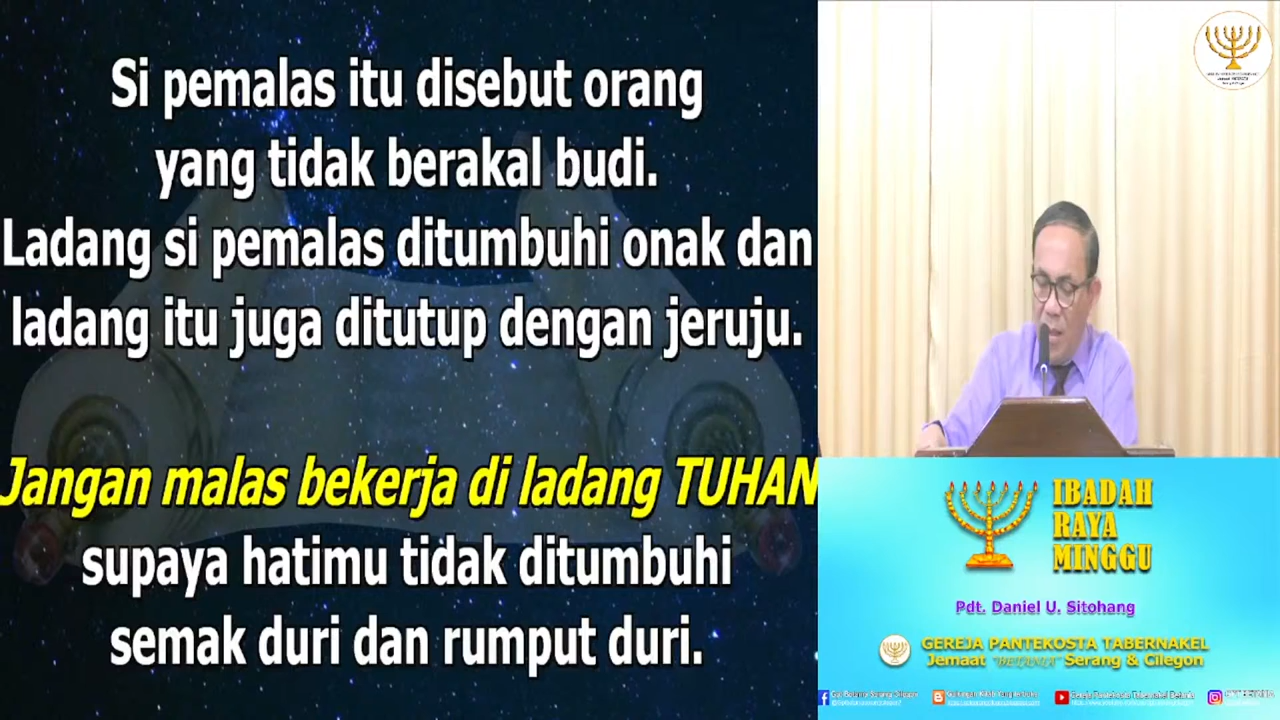 Si pemalas itu disebut orang
yang tidak berakal budi.
Ladang si pemalas ditumbuhi onak dan
ladang itu juga ditutup dengan jeruju.
Jangan malas bekerja di ladang TUHAN
supaya hatimu tidak ditumbuhi
semak duri dan rumput duri.
IBADAH
RAYA
MINGGU
Pdt. Daniel U. Sitohang
GEREJA PANTEKOSTA TABERNAKEL
Jemaat "BETANIA" Serang & Cilegon